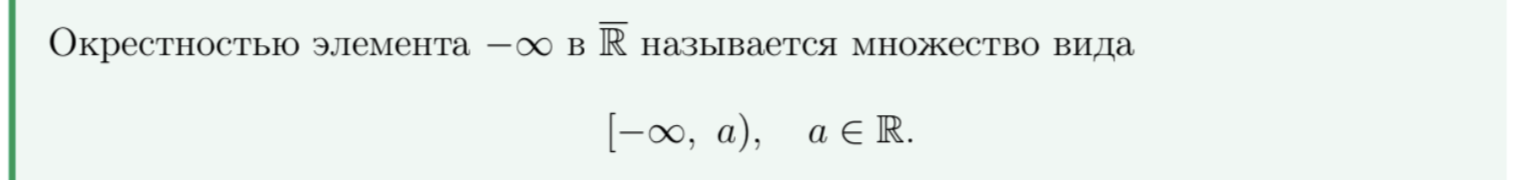 Окрестностью элемента −∞ в ℝ̅ называется множество вида
[−∞, a), a ∈ ℝ.